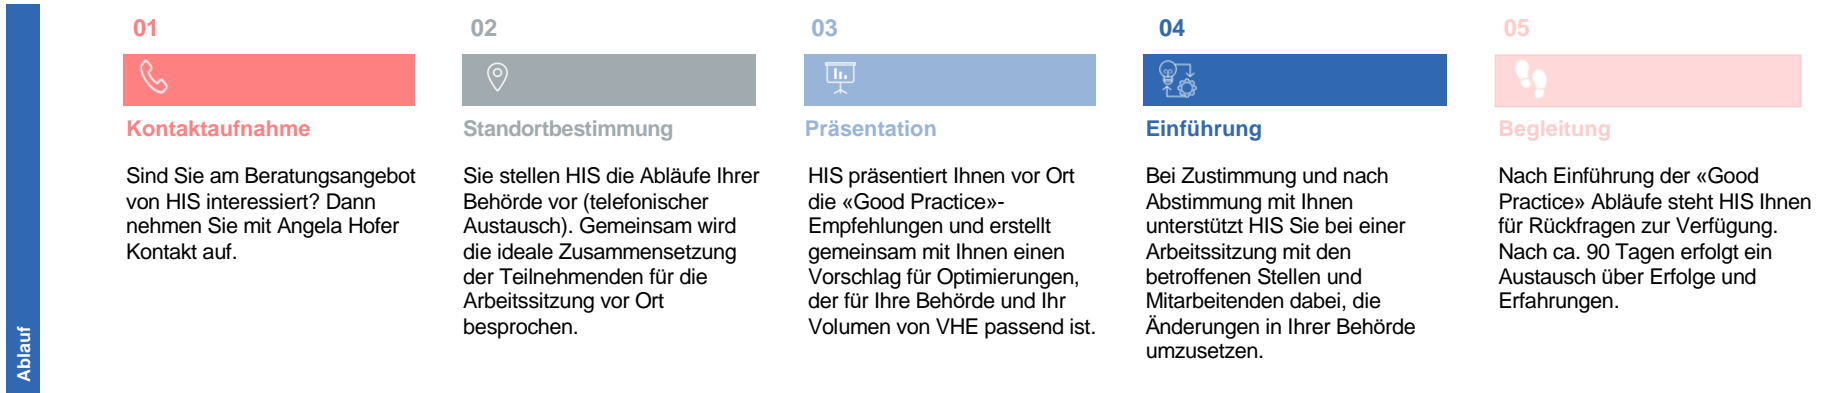 Ablauf
01
Kontaktaufnahme
Sind Sie am Beratungsangebot
von HIS interessiert? Dann
nehmen Sie mit Angela Hofer
Kontakt auf.
02
Standortbestimmung
Sie stellen HIS die Abläufe Ihrer
Behörde vor (telefonischer
Austausch). Gemeinsam wird
die ideale Zusammensetzung
der Teilnehmenden für die
Arbeitssitzung vor Ort
besprochen.
03
Präsentation
HIS präsentiert Ihnen vor Ort
die «Good Practice»-
Empfehlungen und erstellt
gemeinsam mit Ihnen einen
Vorschlag für Optimierungen,
der für Ihre Behörde und Ihr
Volumen von VHE passend ist.
04
Einführung
Bei Zustimmung und nach
Abstimmung mit Ihnen
unterstützt HIS Sie bei einer
Arbeitssitzung mit den
betroffenen Stellen und
Mitarbeitenden dabei, die
Änderungen in Ihrer Behörde
umzusetzen.
05
Begleitung
Nach Einführung der «Good
Practice» Abläufe steht HIS Ihnen
für Rückfragen zur Verfügung.
Nach ca. 90 Tagen erfolgt ein
Austausch über Erfolge und
Erfahrungen.